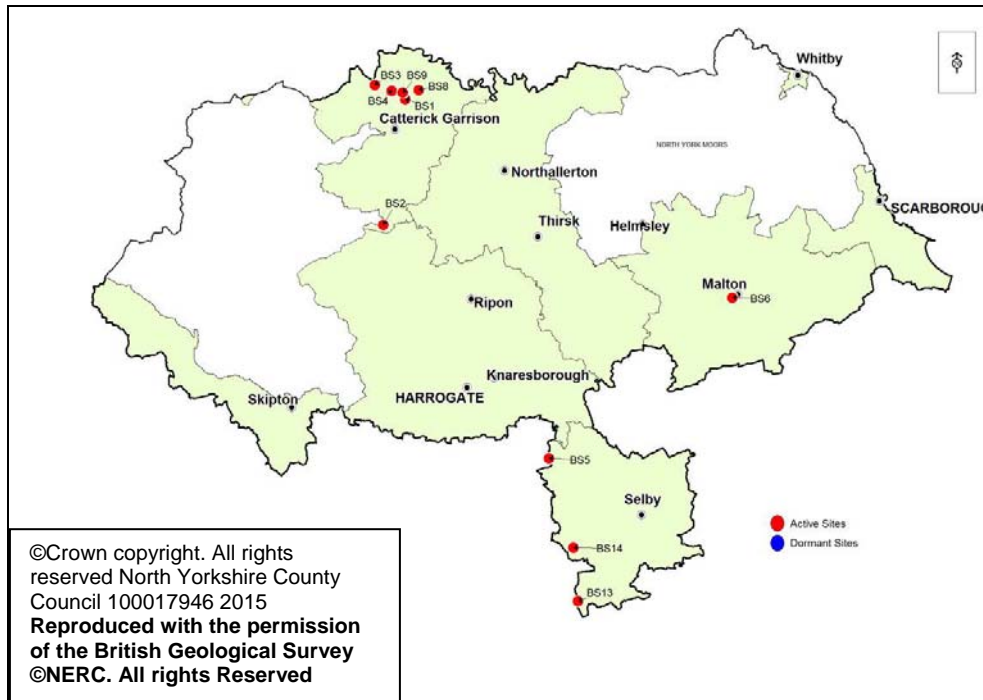 Whitby
BS3
BS9
BS8
BS4
BS1
Catterick Garrison
NORTH YORK MOORS
Northallerton
BS2
SCARBOROUG
Thirsk
Helmsley
Malton
BS6
Ripon
Knaresborough
HARROGATE
Skipton
BS5
Selby
Active Sites
Dormant Sites
BS14
BS13
©Crown copyright. All rights
reserved North Yorkshire County
Council 100017946 2015
Reproduced with the permission
of the British Geological Survey
©NERC. All rights Reserved